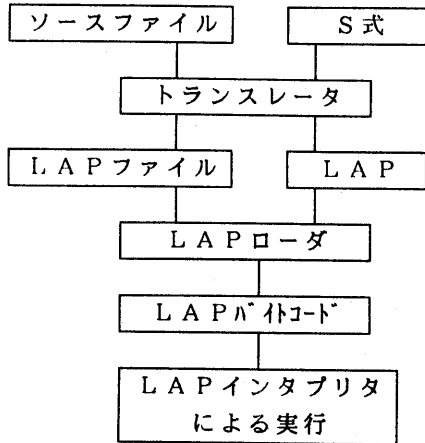 ソースファイル
S式
トランスレータ
LAPファイル
LAP
LAPローダ
LAPバイトコード
LAPインタプリタ
による実行